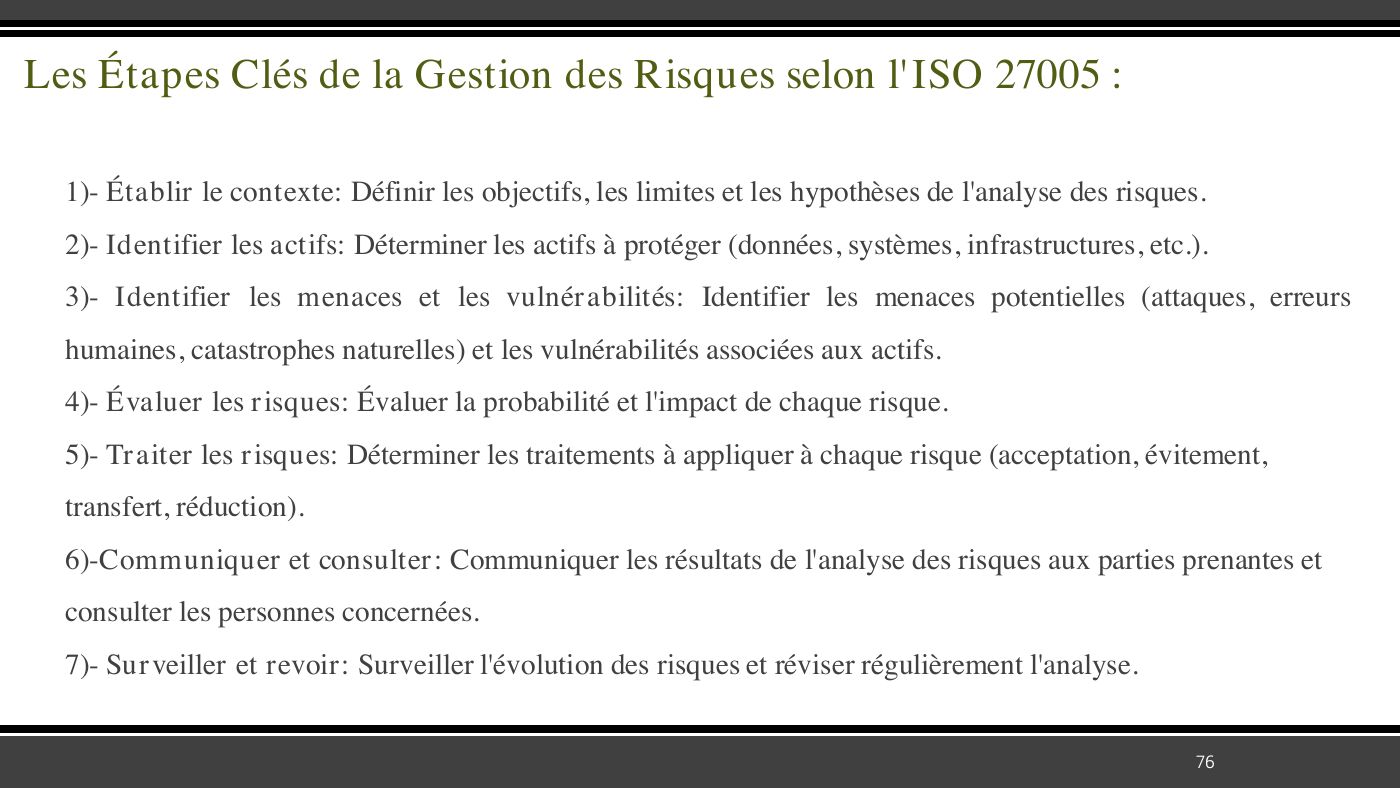 Les Étapes Clés de la Gestion des Risques selon l'ISO 27005 :
1)- Établir le contexte: Définir les objectifs, les limites et les hypothèses de l'analyse des risques.
2)- Identifier les actifs: Déterminer les actifs à protéger (données, systèmes, infrastructures, etc.).
3)- Identifier les menaces et les vulnérabilités: Identifier les menaces potentielles (attaques, erreurs
humaines, catastrophes naturelles) et les vulnérabilités associées aux actifs.
4)- Évaluer les risques: Évaluer la probabilité et l'impact de chaque risque.
5)- Traiter les risques: Déterminer les traitements à appliquer à chaque risque (acceptation, évitement,
transfert, réduction).
6)-Communiquer et consulter: Communiquer les résultats de l'analyse des risques aux parties prenantes et
consulter les personnes concernées.
7)- Surveiller et revoir: Surveiller l'évolution des risques et réviser régulièrement l'analyse.
76